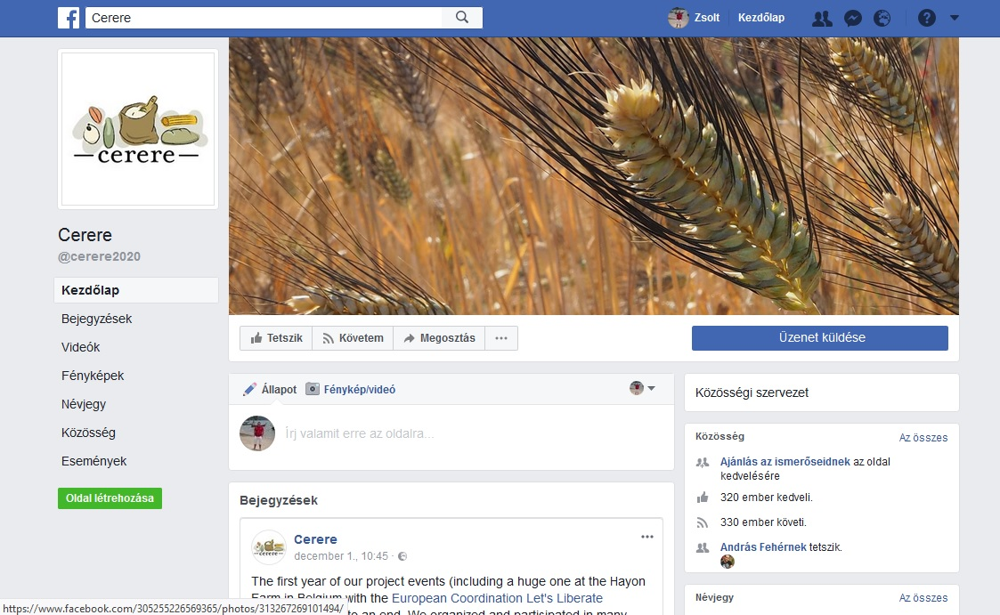 Cerere
Zsolt
Kezdőlap
cerere
Cerere
@cerere2020
Kezdőlap
Bejegyzések
Videók
Fényképek
Névjegy
Közösség
Események
Oldal létrehozása
Tetszik
Követem
Megosztás
Üzenet küldése
Állapot
Fénykép/videó
Írj valamit erre az oldalra...
Bejegyzések
cerere
Cerere
december 1., 10:45 ·
The first year of our project events (including a huge one at the Hayon
Farm in Belgium with the European Coordination Let's Liberate
to an end. We organized and participated in many
Közösségi szervezet
Közösség
Az összes
Ajánlás az ismerőseidnek az oldal
kedvelésére
320 ember kedveli.
330 ember követi.
András Fehérnek tetszik.
Névjegy
Az összes
https://www.facebook.com/305255226569365/photos/313267269101494/